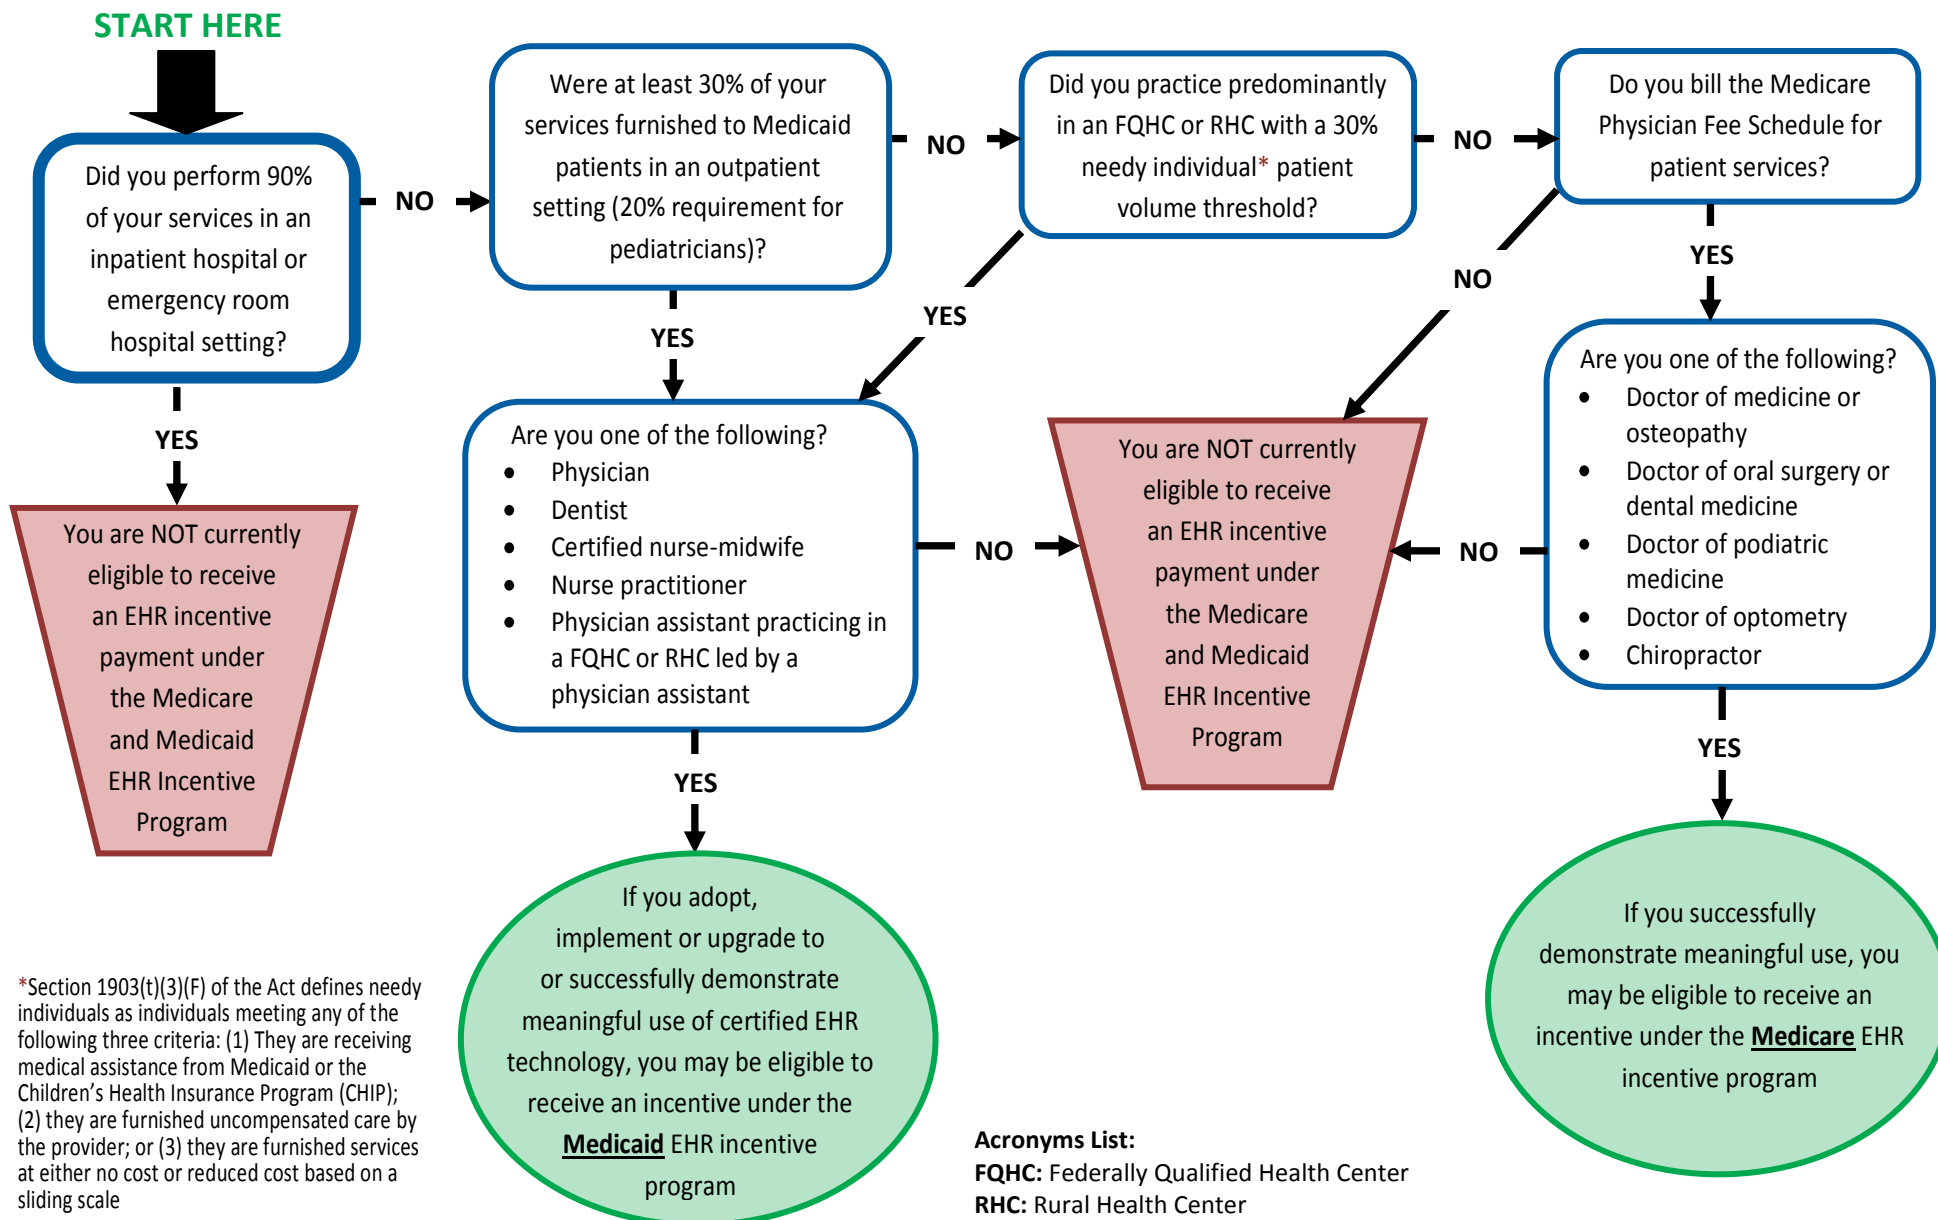 START HERE
Did you perform 90%
of your services in an
inpatient hospital or
emergency room
hospital setting?
NO
YES
You are NOT currently
eligible to receive
an EHR incentive
payment under
the Medicare
and Medicaid
EHR Incentive
Program
Were at least 30% of your
services furnished to Medicaid
patients in an outpatient
setting (20% requirement for
pediatricians)?
NO
YES
Did you practice predominantly
in an FQHC or RHC with a 30%
needy individual* patient
volume threshold?
NO
YES
Do you bill the Medicare
Physician Fee Schedule for
patient services?
NO
YES
Are you one of the following?
• Physician
• Dentist
• Certified nurse-midwife
• Nurse practitioner
• Physician assistant practicing in
a FQHC or RHC led by a
physician assistant
NO
YES
You are NOT currently
eligible to receive
an EHR incentive
payment under
the Medicare
and Medicaid
EHR Incentive
Program
Are you one of the following?
• Doctor of medicine or
osteopathy
• Doctor of oral surgery or
dental medicine
• Doctor of podiatric
medicine
• Doctor of optometry
• Chiropractor
NO
YES
If you adopt,
implement or upgrade to
or successfully demonstrate
meaningful use of certified EHR
technology, you may be eligible to
receive an incentive under the
Medicaid EHR incentive
program
If you successfully
demonstrate meaningful use, you
may be eligible to receive an
incentive under the Medicare EHR
incentive program
*Section 1903(t)(3)(F) of the Act defines needy
individuals as individuals meeting any of the
following three criteria: (1) They are receiving
medical assistance from Medicaid or the
Children’s Health Insurance Program (CHIP);
(2) they are furnished uncompensated care by
the provider; or (3) they are furnished services
at either no cost or reduced cost based on a
sliding scale
Acronyms List:
FQHC: Federally Qualified Health Center
RHC: Rural Health Center